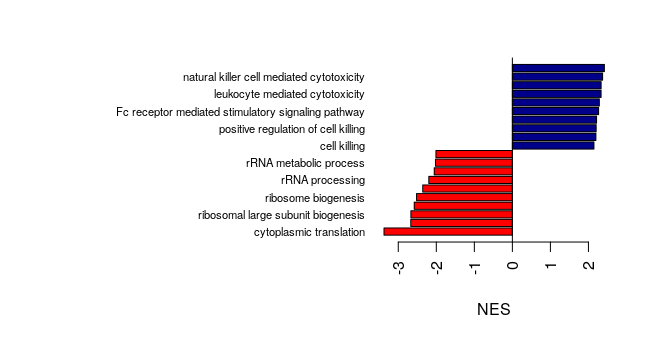 natural killer cell mediated cytotoxicity
leukocyte mediated cytotoxicity
Fc receptor mediated stimulatory signaling pathway
positive regulation of cell killing
cell killing
rRNA metabolic process
rRNA processing
ribosome biogenesis
ribosomal large subunit biogenesis
cytoplasmic translation
-3 -2 -1 0 1 2
NES